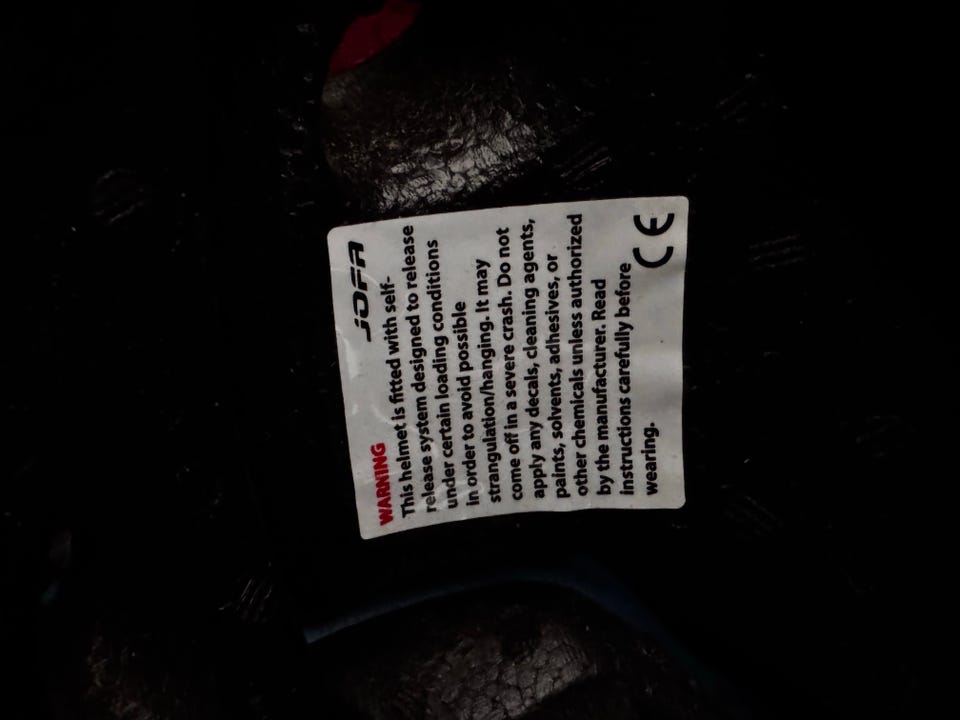 WARNING JOFA
This helmet is fitted with self-
release system designed to release
under certain loading conditions
in order to avoid possible
strangulation/hanging. It may
come off in a severe crash. Do not
apply any decals, cleaning agents,
paints, solvents, adhesives, or
other chemicals unless authorized
by the manufacturer. Read
instructions carefully before
wearing. CE